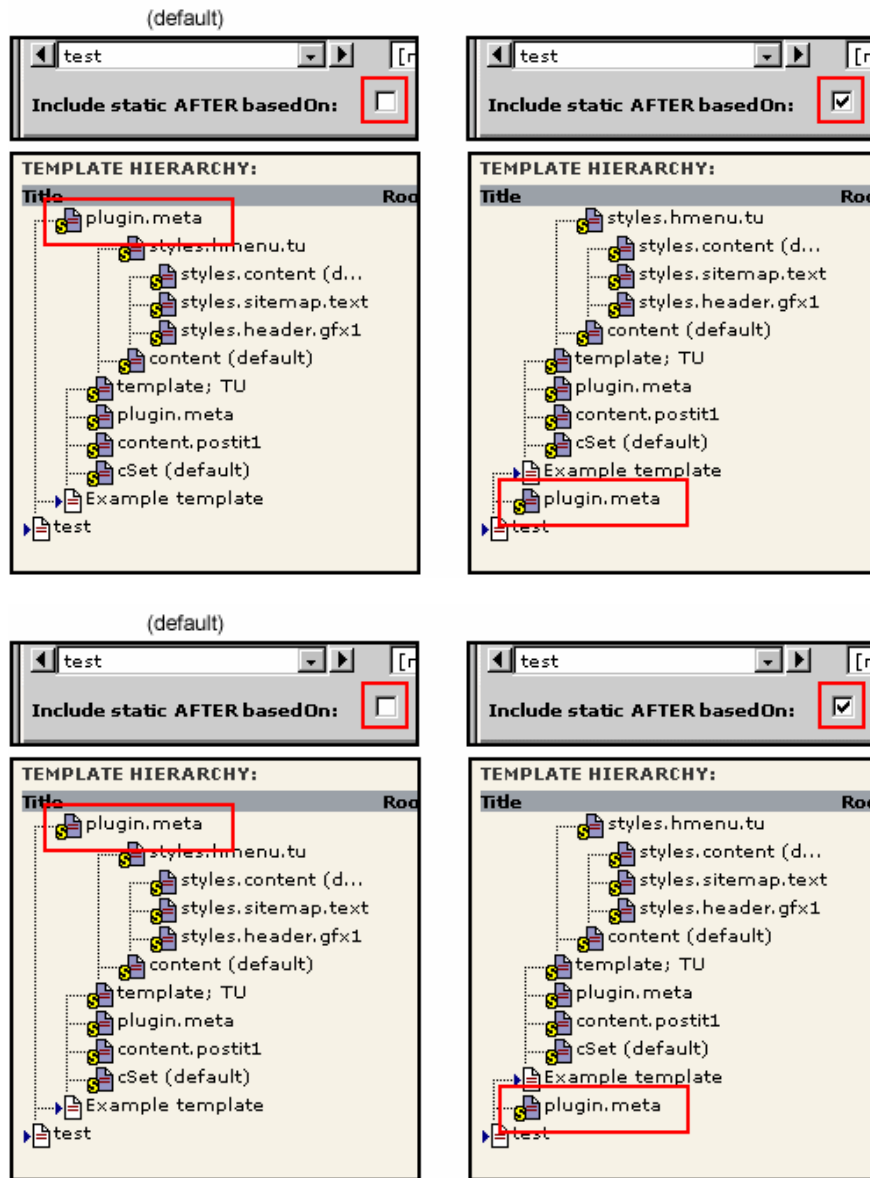 (default)
test
[r
Include static AFTER basedOn:
test
[r
Include static AFTER basedOn:
TEMPLATE HIERARCHY:
Title Roo
plugin.meta
styles.hmenu.tu
styles.content (d...
styles.sitemap.text
styles.header.gfx1
content (default)
template; TU
plugin.meta
content.postit1
cSet (default)
Example template
test
TEMPLATE HIERARCHY:
Title Roo
styles.hmenu.tu
styles.content (d...
styles.sitemap.text
styles.header.gfx1
content (default)
template; TU
plugin.meta
content.postit1
cSet (default)
Example template
plugin.meta
test
(default)
test
[r
Include static AFTER basedOn:
test
[r
Include static AFTER basedOn:
TEMPLATE HIERARCHY:
Title Roo
plugin.meta
styles.hmenu.tu
styles.content (d...
styles.sitemap.text
styles.header.gfx1
content (default)
template; TU
plugin.meta
content.postit1
cSet (default)
Example template
test
TEMPLATE HIERARCHY:
Title Roo
styles.hmenu.tu
styles.content (d...
styles.sitemap.text
styles.header.gfx1
content (default)
template; TU
plugin.meta
content.postit1
cSet (default)
Example template
plugin.meta
test